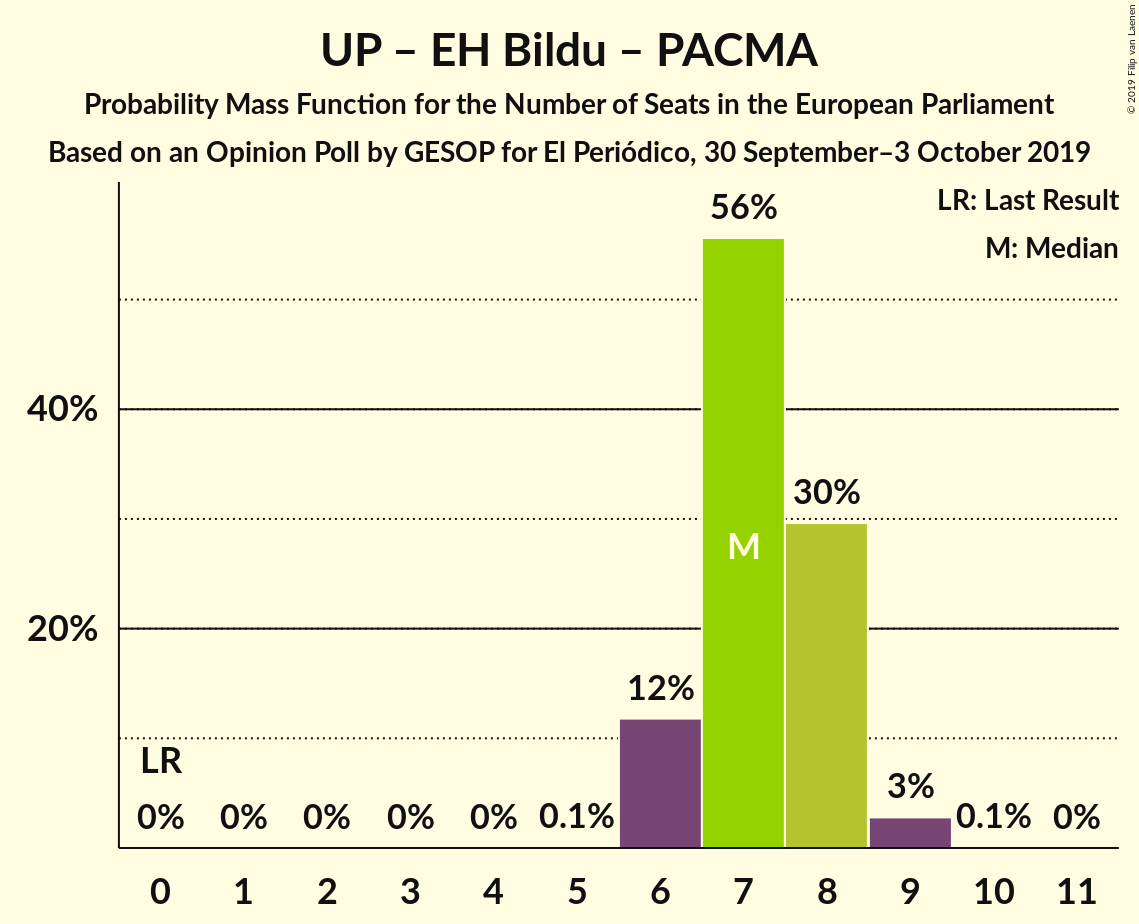 UP – EH Bildu – PACMA
Probability Mass Function for the Number of Seats in the European Parliament
Based on an Opinion Poll by GESOP for El Periódico, 30 September–3 October 2019
© 2019 Filip van Laenen
LR: Last Result
M: Median
56%
40%
30%
M
20%
12%
LR
3%
0% 0% 0% 0% 0% 0.1% 0.1% 0%
0 1 2 3 4 5 6 7 8 9 10 11